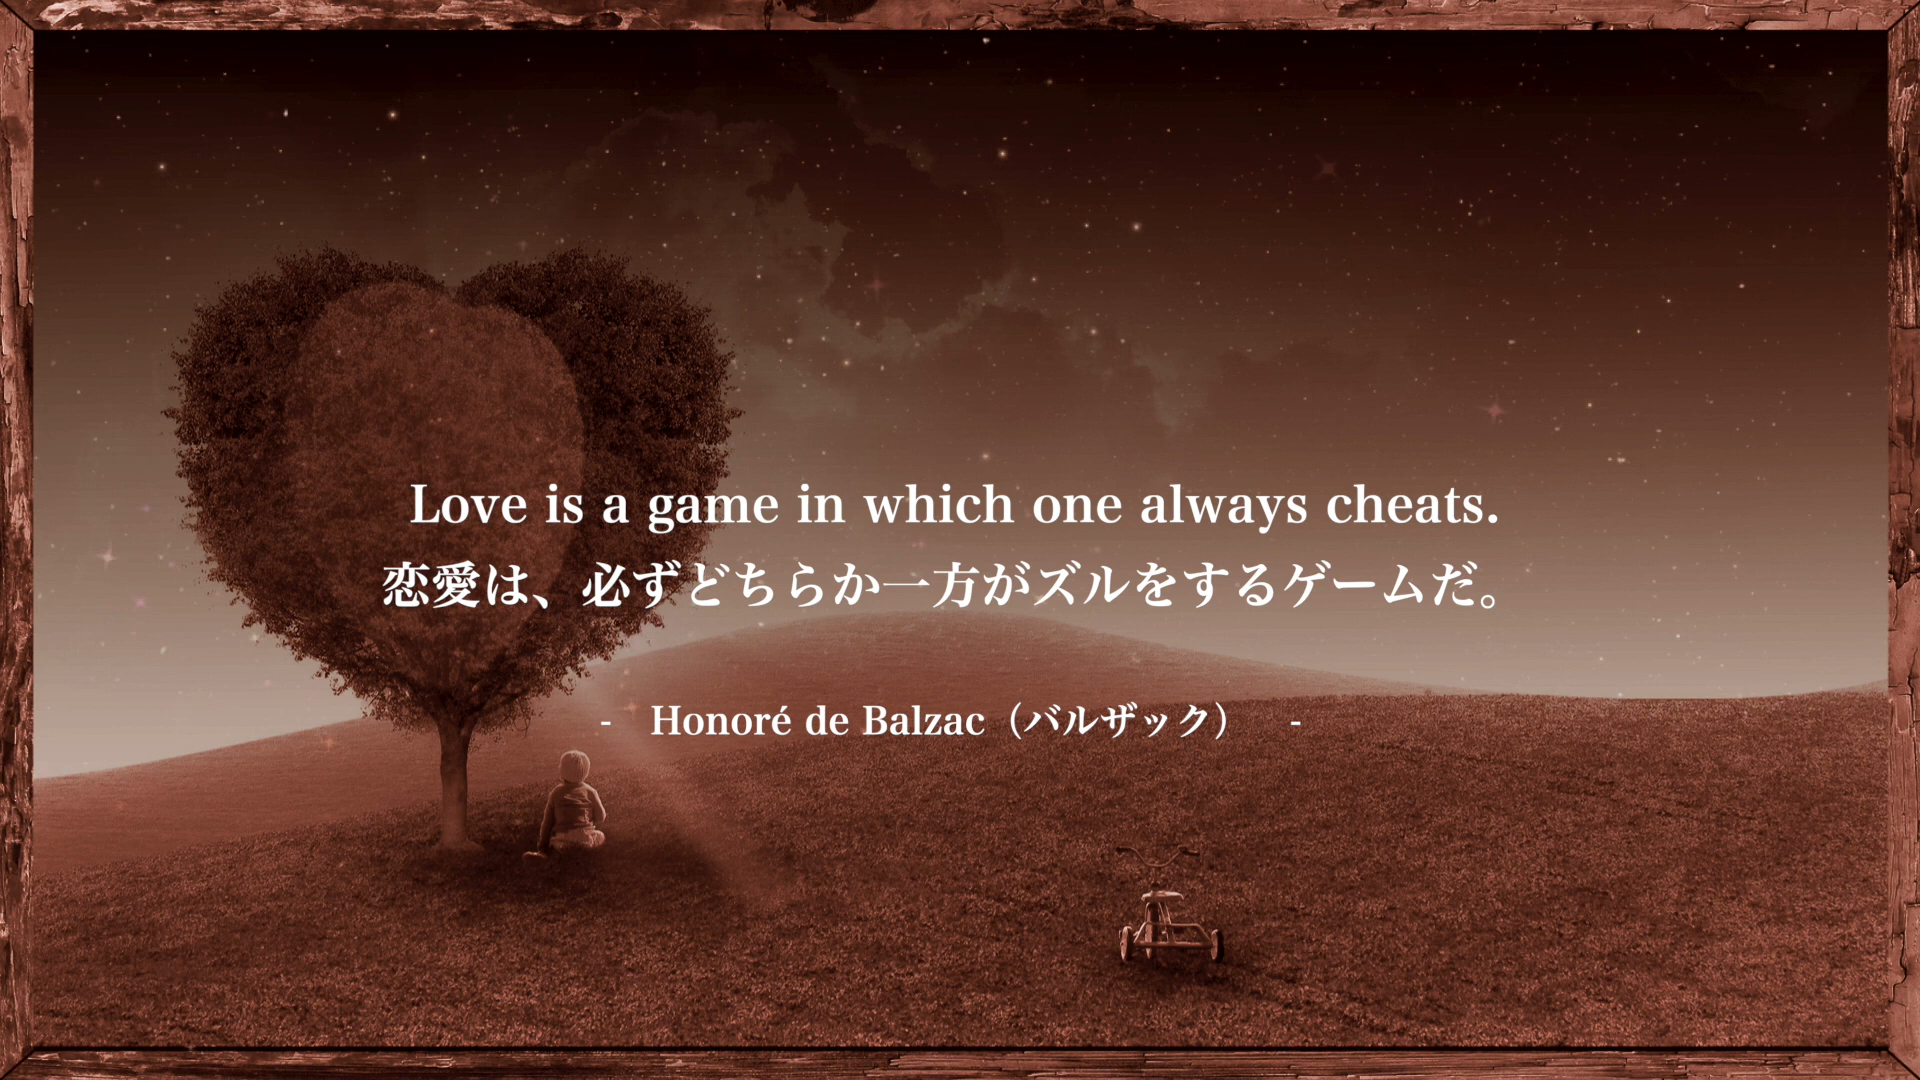 Love is a game in which one always cheats.
恋愛は、必ずどちらか一方がズルをするゲームだ。
- Honoré de Balzac（バルザック） -